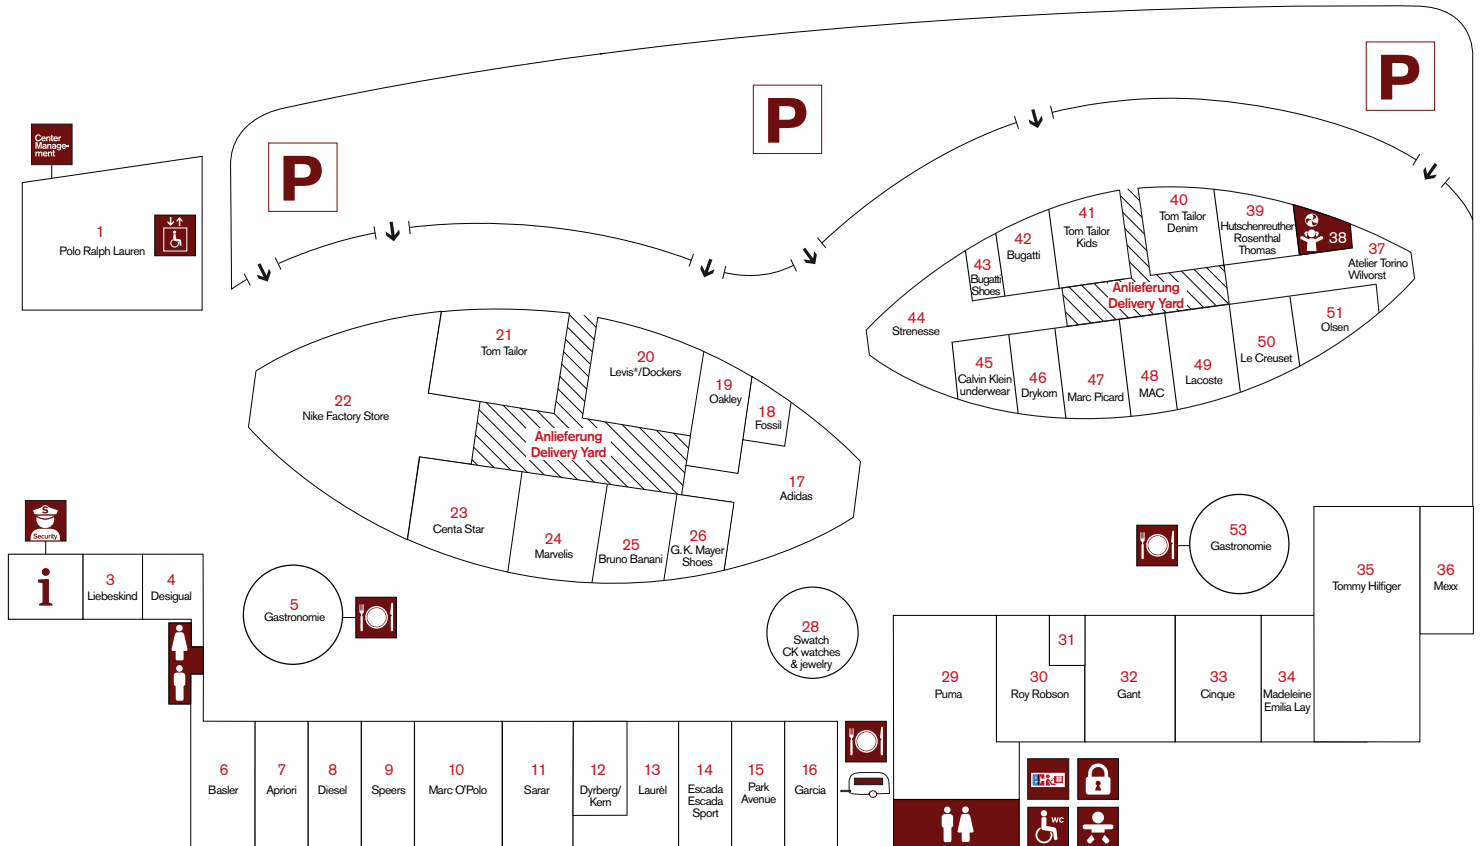 P
P
P
Center
Manage-
ment
1
Polo Ralph Lauren
40
Tom Tailor
Denim
41
Tom Tailor
Kids
39
Hutschenreuther
Rosenthal
Thomas
38
42
Bugatti
37
Atelier Torino
Wilvorst
43
Bugatti
Shoes
Anlieferung
Delivery Yard
44
Strenesse
51
Olsen
50
Le Creuset
45
Calvin Klein
underwear
46
Drykorn
47
Marc Picard
48
MAC
49
Lacoste
21
Tom Tailor
20
Levis®/Dockers
19
Oakley
18
Fossil
22
Nike Factory Store
Anlieferung
Delivery Yard
17
Adidas
23
Centa Star
24
Marvelis
25
Bruno Banani
26
G. K. Mayer
Shoes
S
Security
i
3
Liebeskind
4
Desigual
5
Gastronomie
28
Swatch
CK watches
& jewelry
53
Gastronomie
35
Tommy Hilfiger
36
Mexx
29
Puma
30
Roy Robson
31
32
Gant
33
Cinque
34
Madeleine
Emilia Lay
6
Basler
7
Apriori
8
Diesel
9
Speers
10
Marc O'Polo
11
Sarar
12
Dyrberg/
Kern
13
Laurèl
14
Escada
Escada
Sport
15
Park
Avenue
16
Garcia
WC